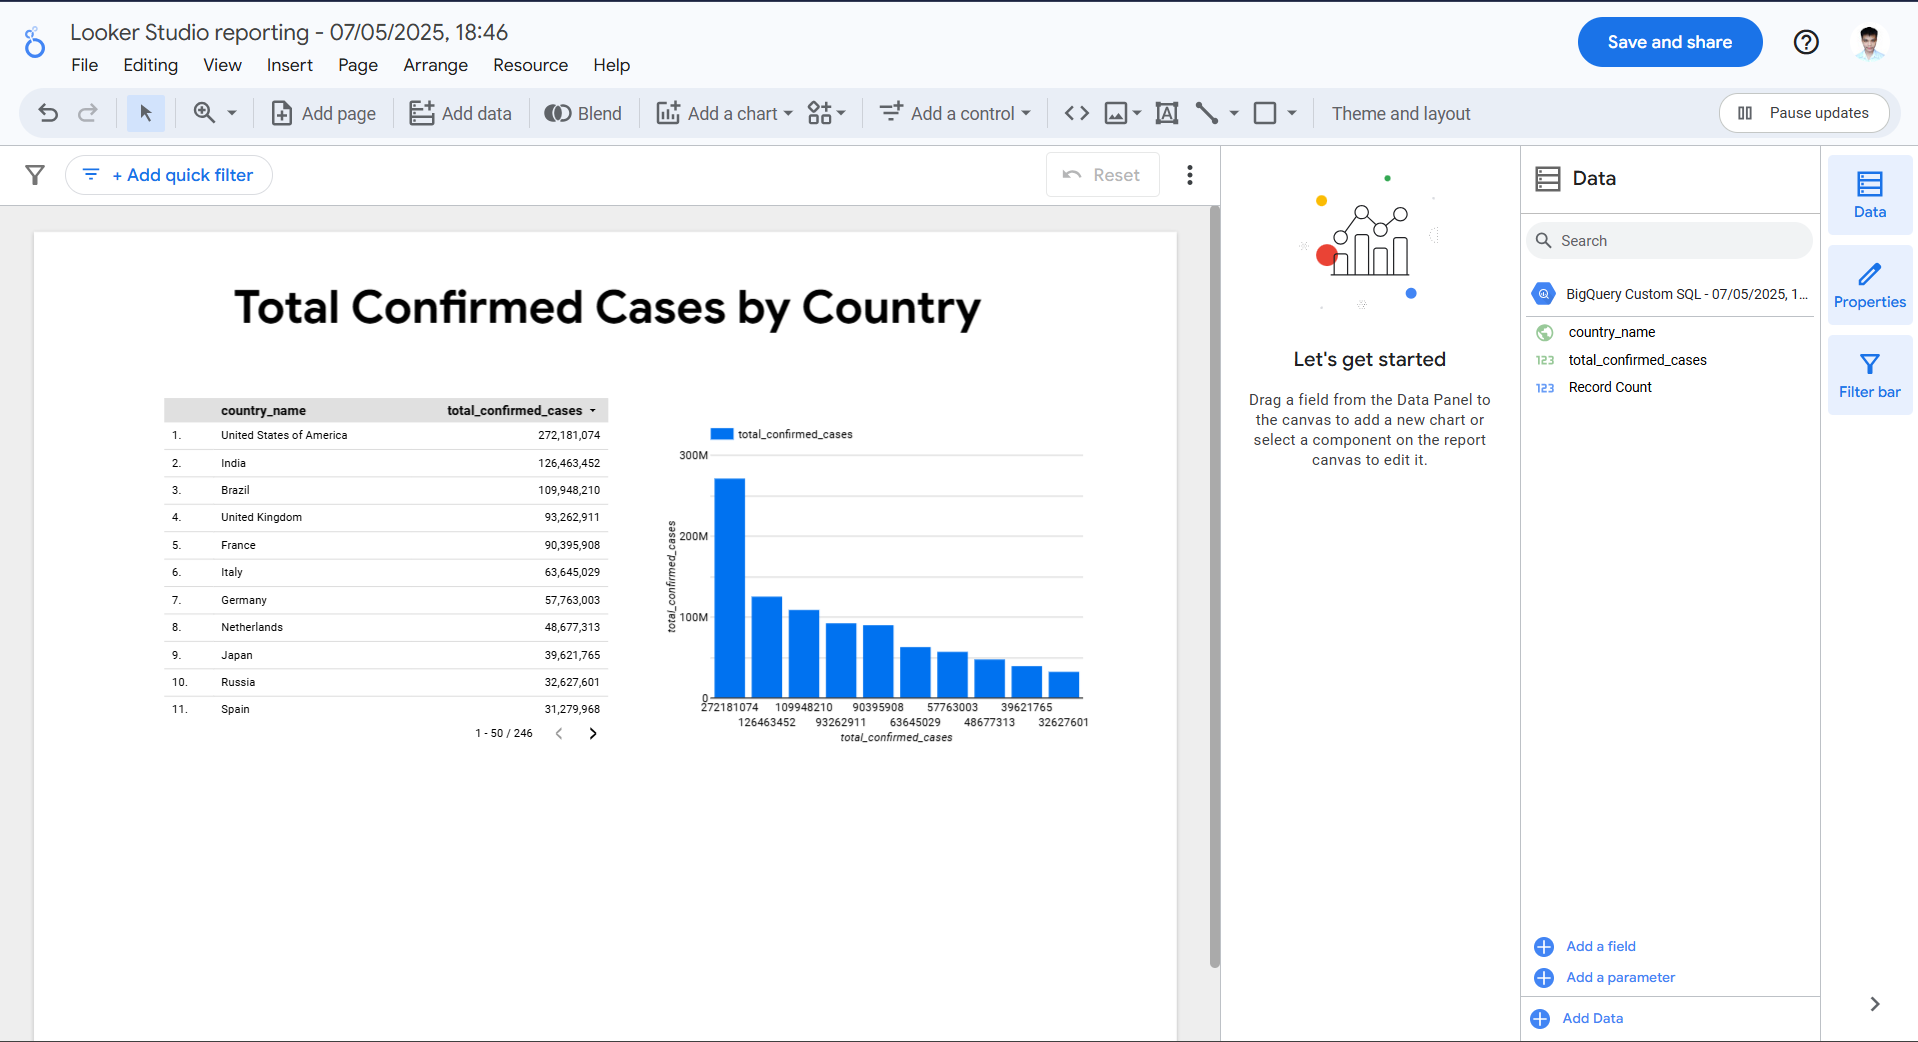 Looker Studio reporting - 07/05/2025, 18:46
File Editing View Insert Page Arrange Resource Help
Save and share
Add page Add data Blend Add a chart Add a control Theme and layout Pause updates
+ Add quick filter
Reset
Total Confirmed Cases by Country
country_name total_confirmed_cases
1. United States of America 272,181,074
2. India 126,463,452
3. Brazil 109,948,210
4. United Kingdom 93,262,911
5. France 90,395,908
6. Italy 63,645,029
7. Germany 57,763,003
8. Netherlands 48,677,313
9. Japan 39,621,765
10. Russia 32,627,601
11. Spain 31,279,968
1 - 50 / 246
total_confirmed_cases
300M
200M
100M
0
total_confirmed_cases
272181074 109948210 90395908 57763003 39621765
126463452 93262911 63645029 48677313 32627601
total_confirmed_cases
Let's get started
Drag a field from the Data Panel to
the canvas to add a new chart or
select a component on the report
canvas to edit it.
Data
Search
BigQuery Custom SQL - 07/05/2025, 1...
country_name
123 total_confirmed_cases
123 Record Count
Add a field
Add a parameter
Add Data
Data
Properties
Filter bar